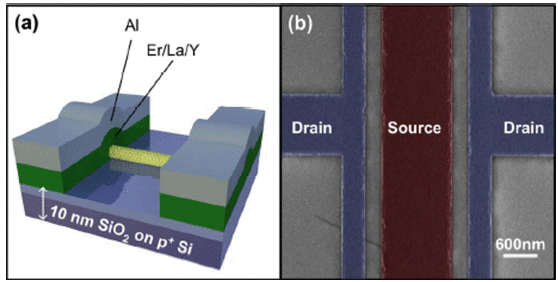 (a)
Al
Er/La/Y
10 nm SiO₂ on p⁺ Si
(b)
Drain
Source
Drain
600nm